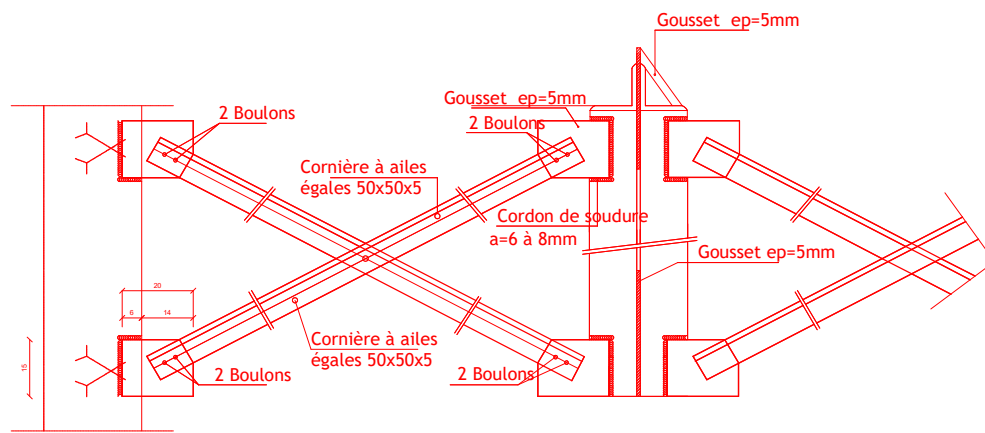 Gousset ep=5mm
Gousset ep=5mm
2 Boulons
2 Boulons
Cornière à ailes
égales 50x50x5
Cordon de soudure
a=6 à 8mm
Gousset ep=5mm
20
6
14
Cornière à ailes
égales 50x50x5
15
2 Boulons
2 Boulons